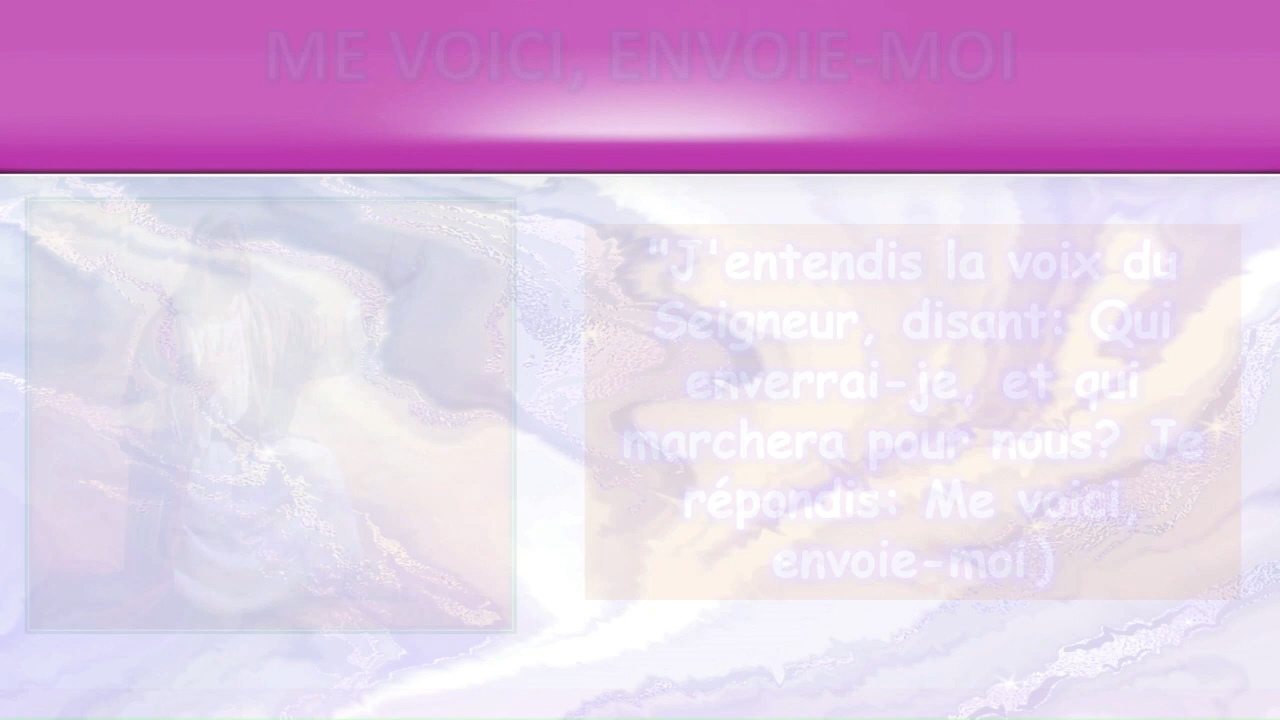 ME VOICI, ENVOIE-MOI
"J'entendis la voix du
Seigneur, disant: Qui
enverrai-je, et qui
marchera pour nous? Je
répondis: Me voici,
envoie-moi)